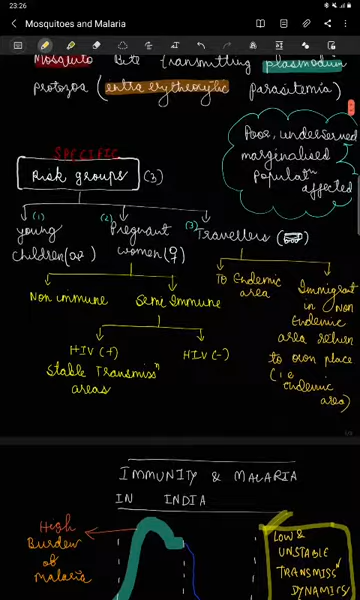 23:26
Mosquitoes and Malaria
Mosquito Bite transmitting plasmodium
protozoa (intra erythrocytic parasitemia)
Poor, underserved
marginalised
Populatⁿ
affected
SPECIFIC
Risk groups (3)
(1) young
children
(2) Pregnant
women (♀)
(3) Travellers
Non immune
Semi Immune
HIV (+)
Stable Transmissⁿ
areas
HIV (-)
To Endemic
area
Immigrant
in Non
Endemic
area return
to own place
(i.e
endemic
area)
IMMUNITY & MALARIA
IN INDIA
High
Burden
of
Malaria
LOW &
UNSTABLE
TRANSMISSⁿ
DYNAMICS